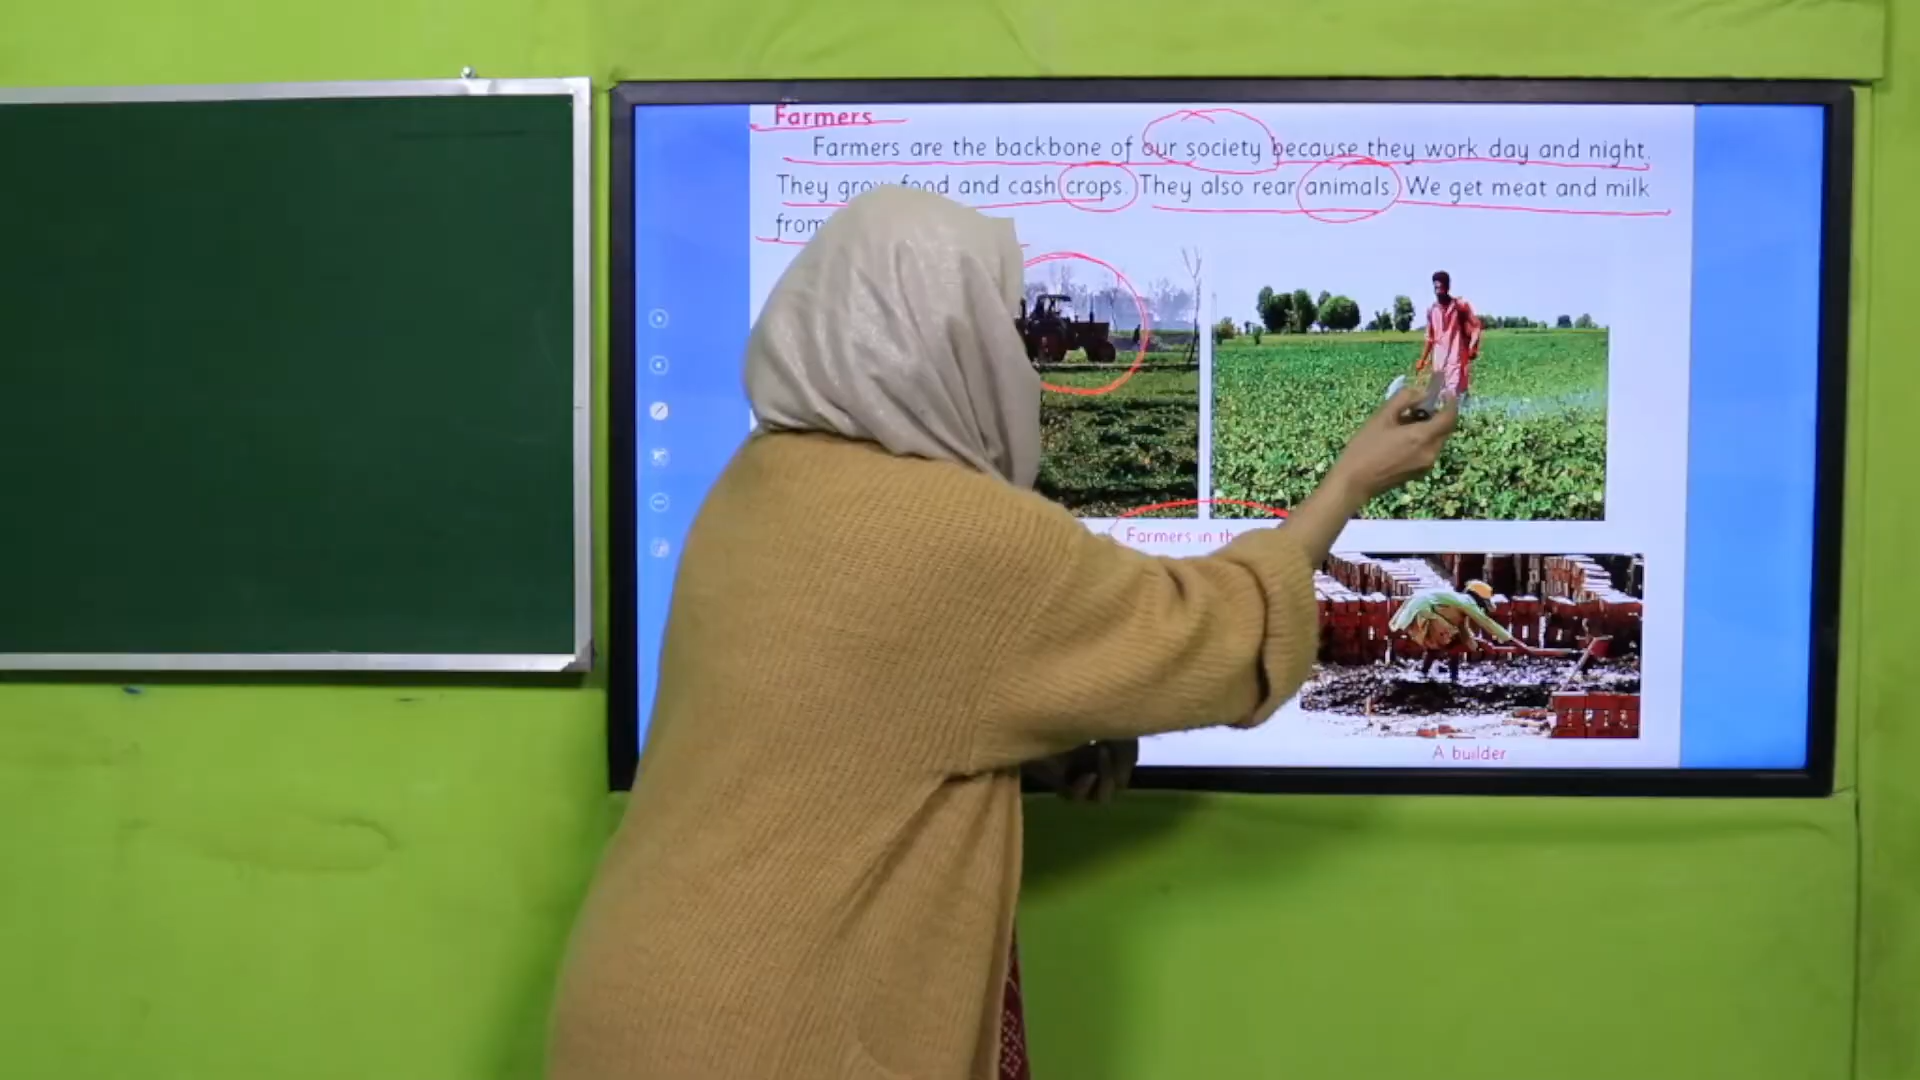 Farmers
Farmers are the backbone of our society because they work day and night.
They grow food and cash crops. They also rear animals. We get meat and milk
from
Farmers in
A builder